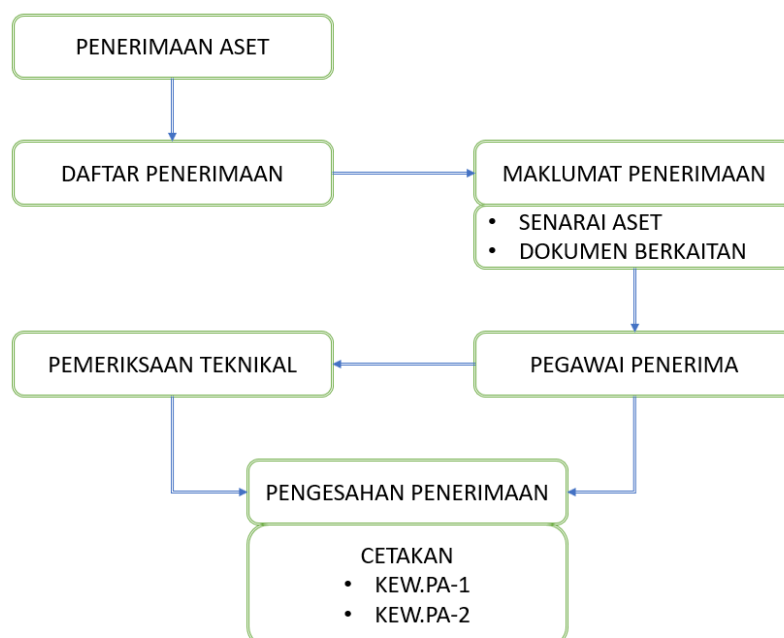 PENERIMAAN ASET
DAFTAR PENERIMAAN
MAKLUMAT PENERIMAAN
• SENARAI ASET
• DOKUMEN BERKAITAN
PEMERIKSAAN TEKNIKAL
PEGAWAI PENERIMA
PENGESAHAN PENERIMAAN
CETAKAN
• KEW.PA-1
• KEW.PA-2